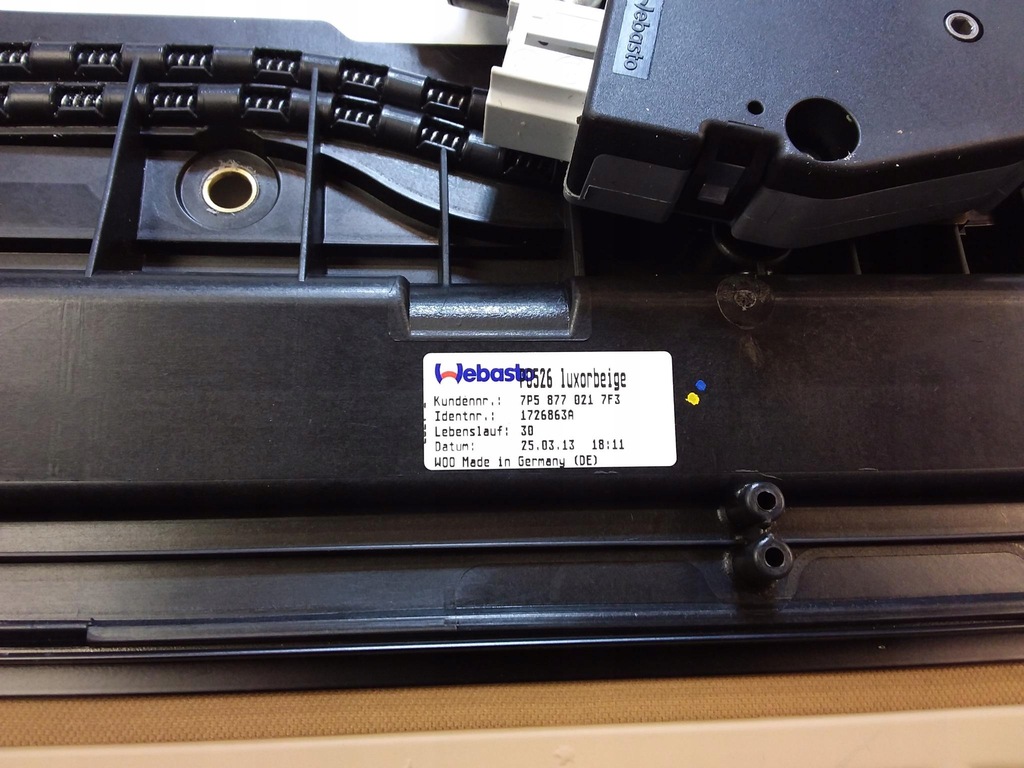 Webasto
Webasto PO526 luxorbeige
Kundennr.: 7P5 877 021 7F3
Identnr.: 1726863A
Lebenslauf: 30
Datum: 25.03.13 18:11
WOO Made in Germany (DE)